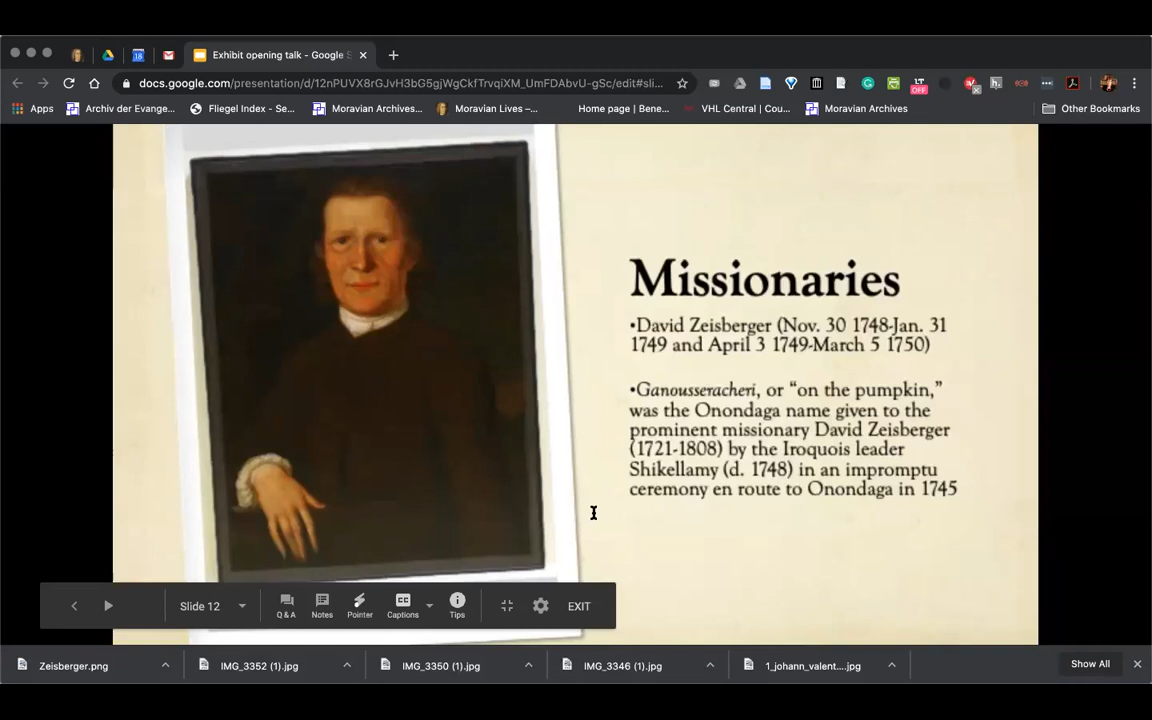 Exhibit opening talk - Google S
docs.google.com/presentation/d/12nPUVX8rGJvH3bG5gjWgCkfTrvqiXM_UmFDAbvU-gSc/edit#sli...
Apps Archiv der Evange... Fliegel Index - Se... Moravian Archives... Moravian Lives –... Home page | Bene... VHL Central | Cou... Moravian Archives Other Bookmarks
Missionaries
•David Zeisberger (Nov. 30 1748-Jan. 31
1749 and April 3 1749-March 5 1750)
•Ganousseracheri, or “on the pumpkin,”
was the Onondaga name given to the
prominent missionary David Zeisberger
(1721-1808) by the Iroquois leader
Shikellamy (d. 1748) in an impromptu
ceremony en route to Onondaga in 1745
Slide 12 Q & A Notes Pointer Captions Tips EXIT
Zeisberger.png IMG_3352 (1).jpg IMG_3350 (1).jpg IMG_3346 (1).jpg 1_johann_valent....jpg Show All